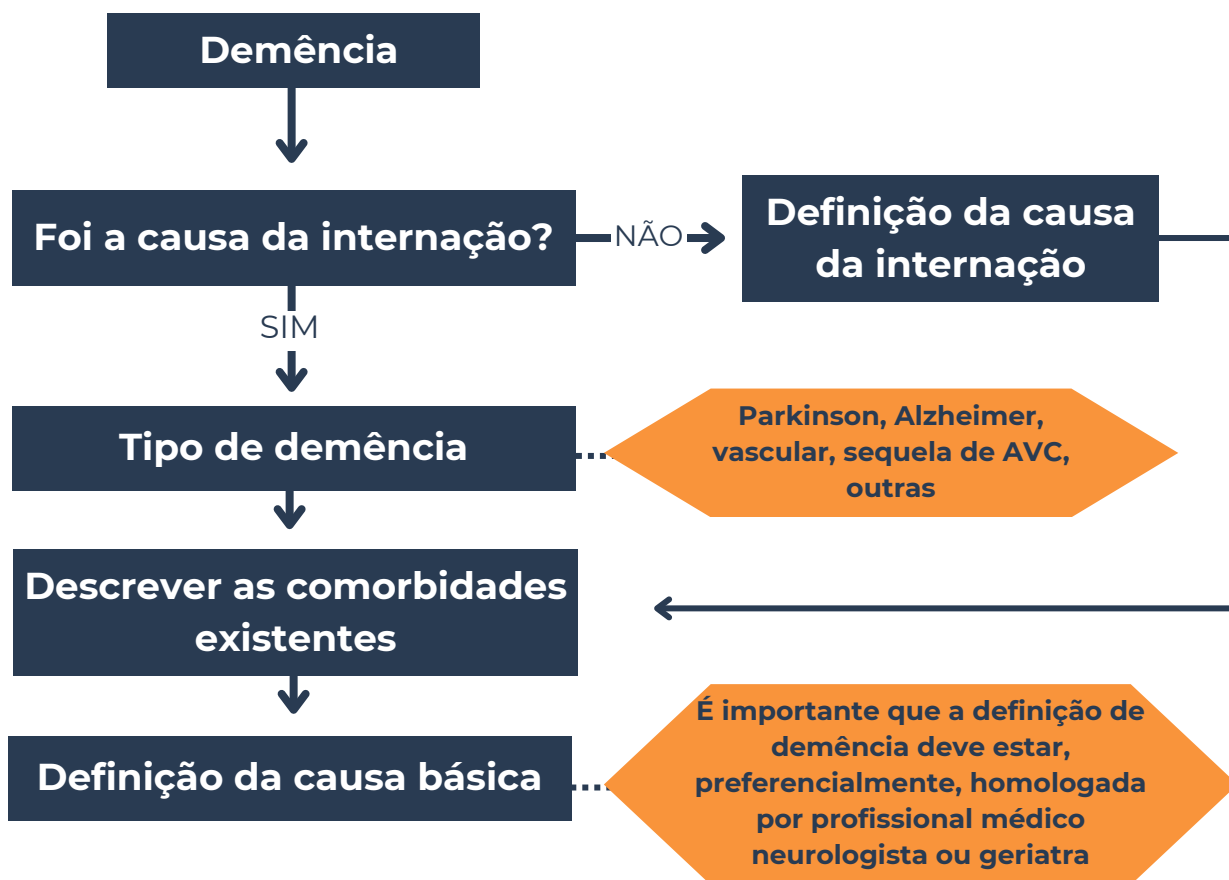 Demência
Foi a causa da internação?
NÃO
Definição da causa
da internação
SIM
Tipo de demência
Parkinson, Alzheimer,
vascular, sequela de AVC,
outras
Descrever as comorbidades
existentes
Definição da causa básica
É importante que a definição de
demência deve estar,
preferencialmente, homologada
por profissional médico
neurologista ou geriatra